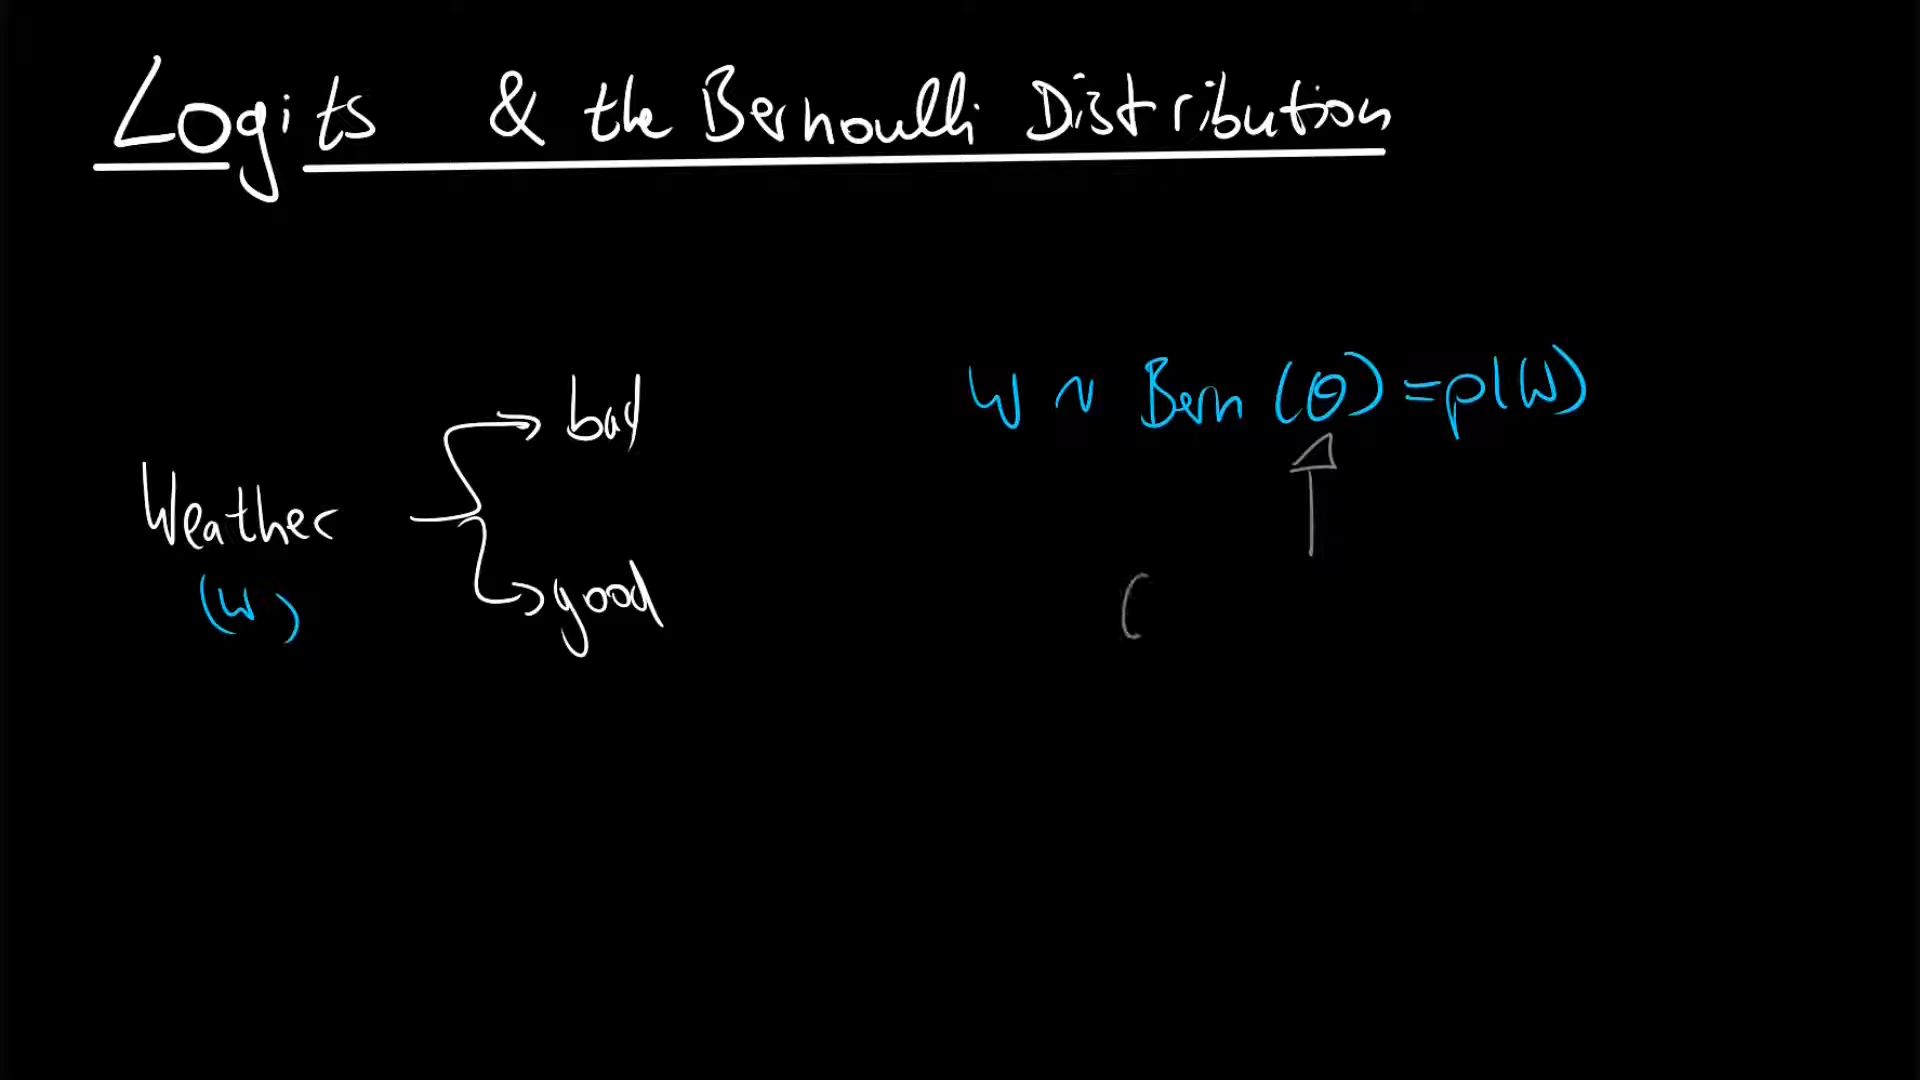 Logits & the Bernoulli Distribution
W ~ Bern (θ) = p(W)
bad
Weather
(W)
good
(